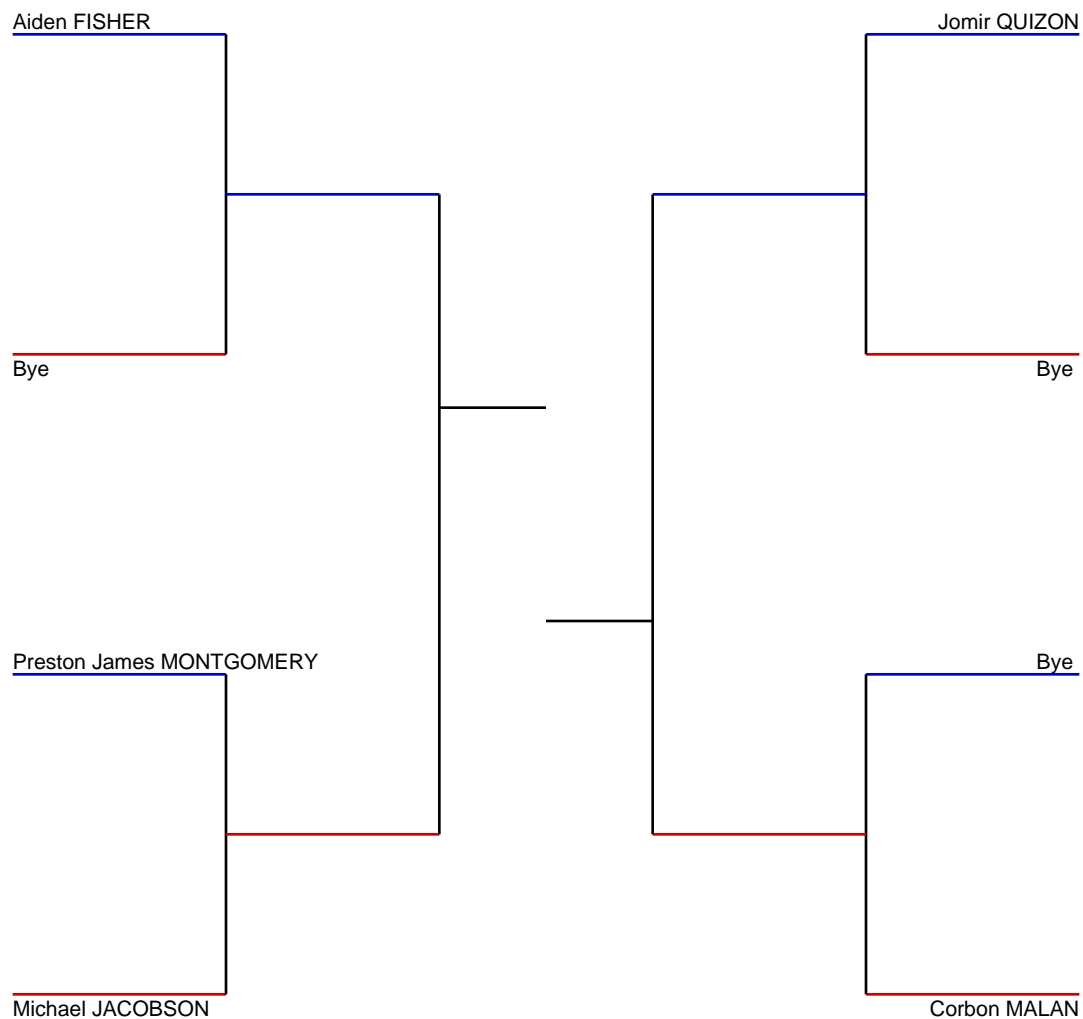 Aiden FISHER
Jomir QUIZON
Bye
Bye
Preston James MONTGOMERY
Bye
Michael JACOBSON
Corbon MALAN